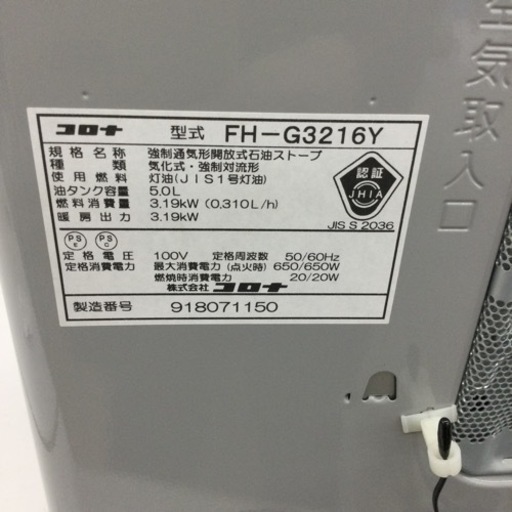 コロナ 型式 FH-G3216Y
規格名称 強制通気形開放式石油ストーブ
種類 気化式・強制対流形
使用燃料 灯油(JIS1号灯油)
油タンク容量 5.0L
燃料消費量 3.19kW (0.310L/h)
暖房出力 3.19kW
認証
JHIA
JIS S 2036
PS E PS C
定格電圧 100V 定格周波数 50/60Hz
定格消費電力 最大消費電力(点火時) 650/650W
燃焼時消費電力 20/20W
株式会社 コロナ
製造番号 918071150
空気取入口